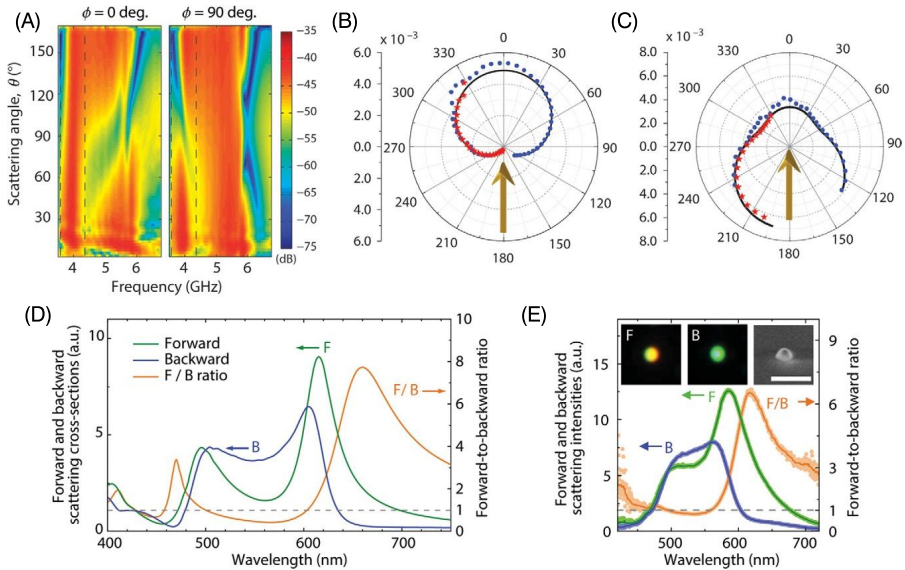 (A) ϕ = 0 deg. ϕ = 90 deg.
Scattering angle, θ (°)
150
120
90
60
30
4 5 6 4 5 6
Frequency (GHz)
−35
−40
−45
−50
−55
−60
−65
−70
−75
(dB)
(B)
x 10⁻³
6.0
4.0
2.0
0.0
2.0
4.0
6.0
0
30
60
90
120
150
180
210
240
270
300
330
(C)
x 10⁻³
8.0
6.0
4.0
2.0
0.0
2.0
4.0
6.0
8.0
0
30
60
90
120
150
180
210
240
270
300
330
(D)
Forward and backward
scattering cross-sections (a.u.)
10
5
0
Forward
Backward
F / B ratio
F
B
F / B
400 500 600 700
Wavelength (nm)
10
8
6
4
2
1
0
Forward-to-backward ratio
(E)
Forward and backward
scattering intensities (a.u.)
15
10
5
0
F
B
F
B
F/B
500 600 700
Wavelength (nm)
9
6
3
1
0
Forward-to-backward ratio